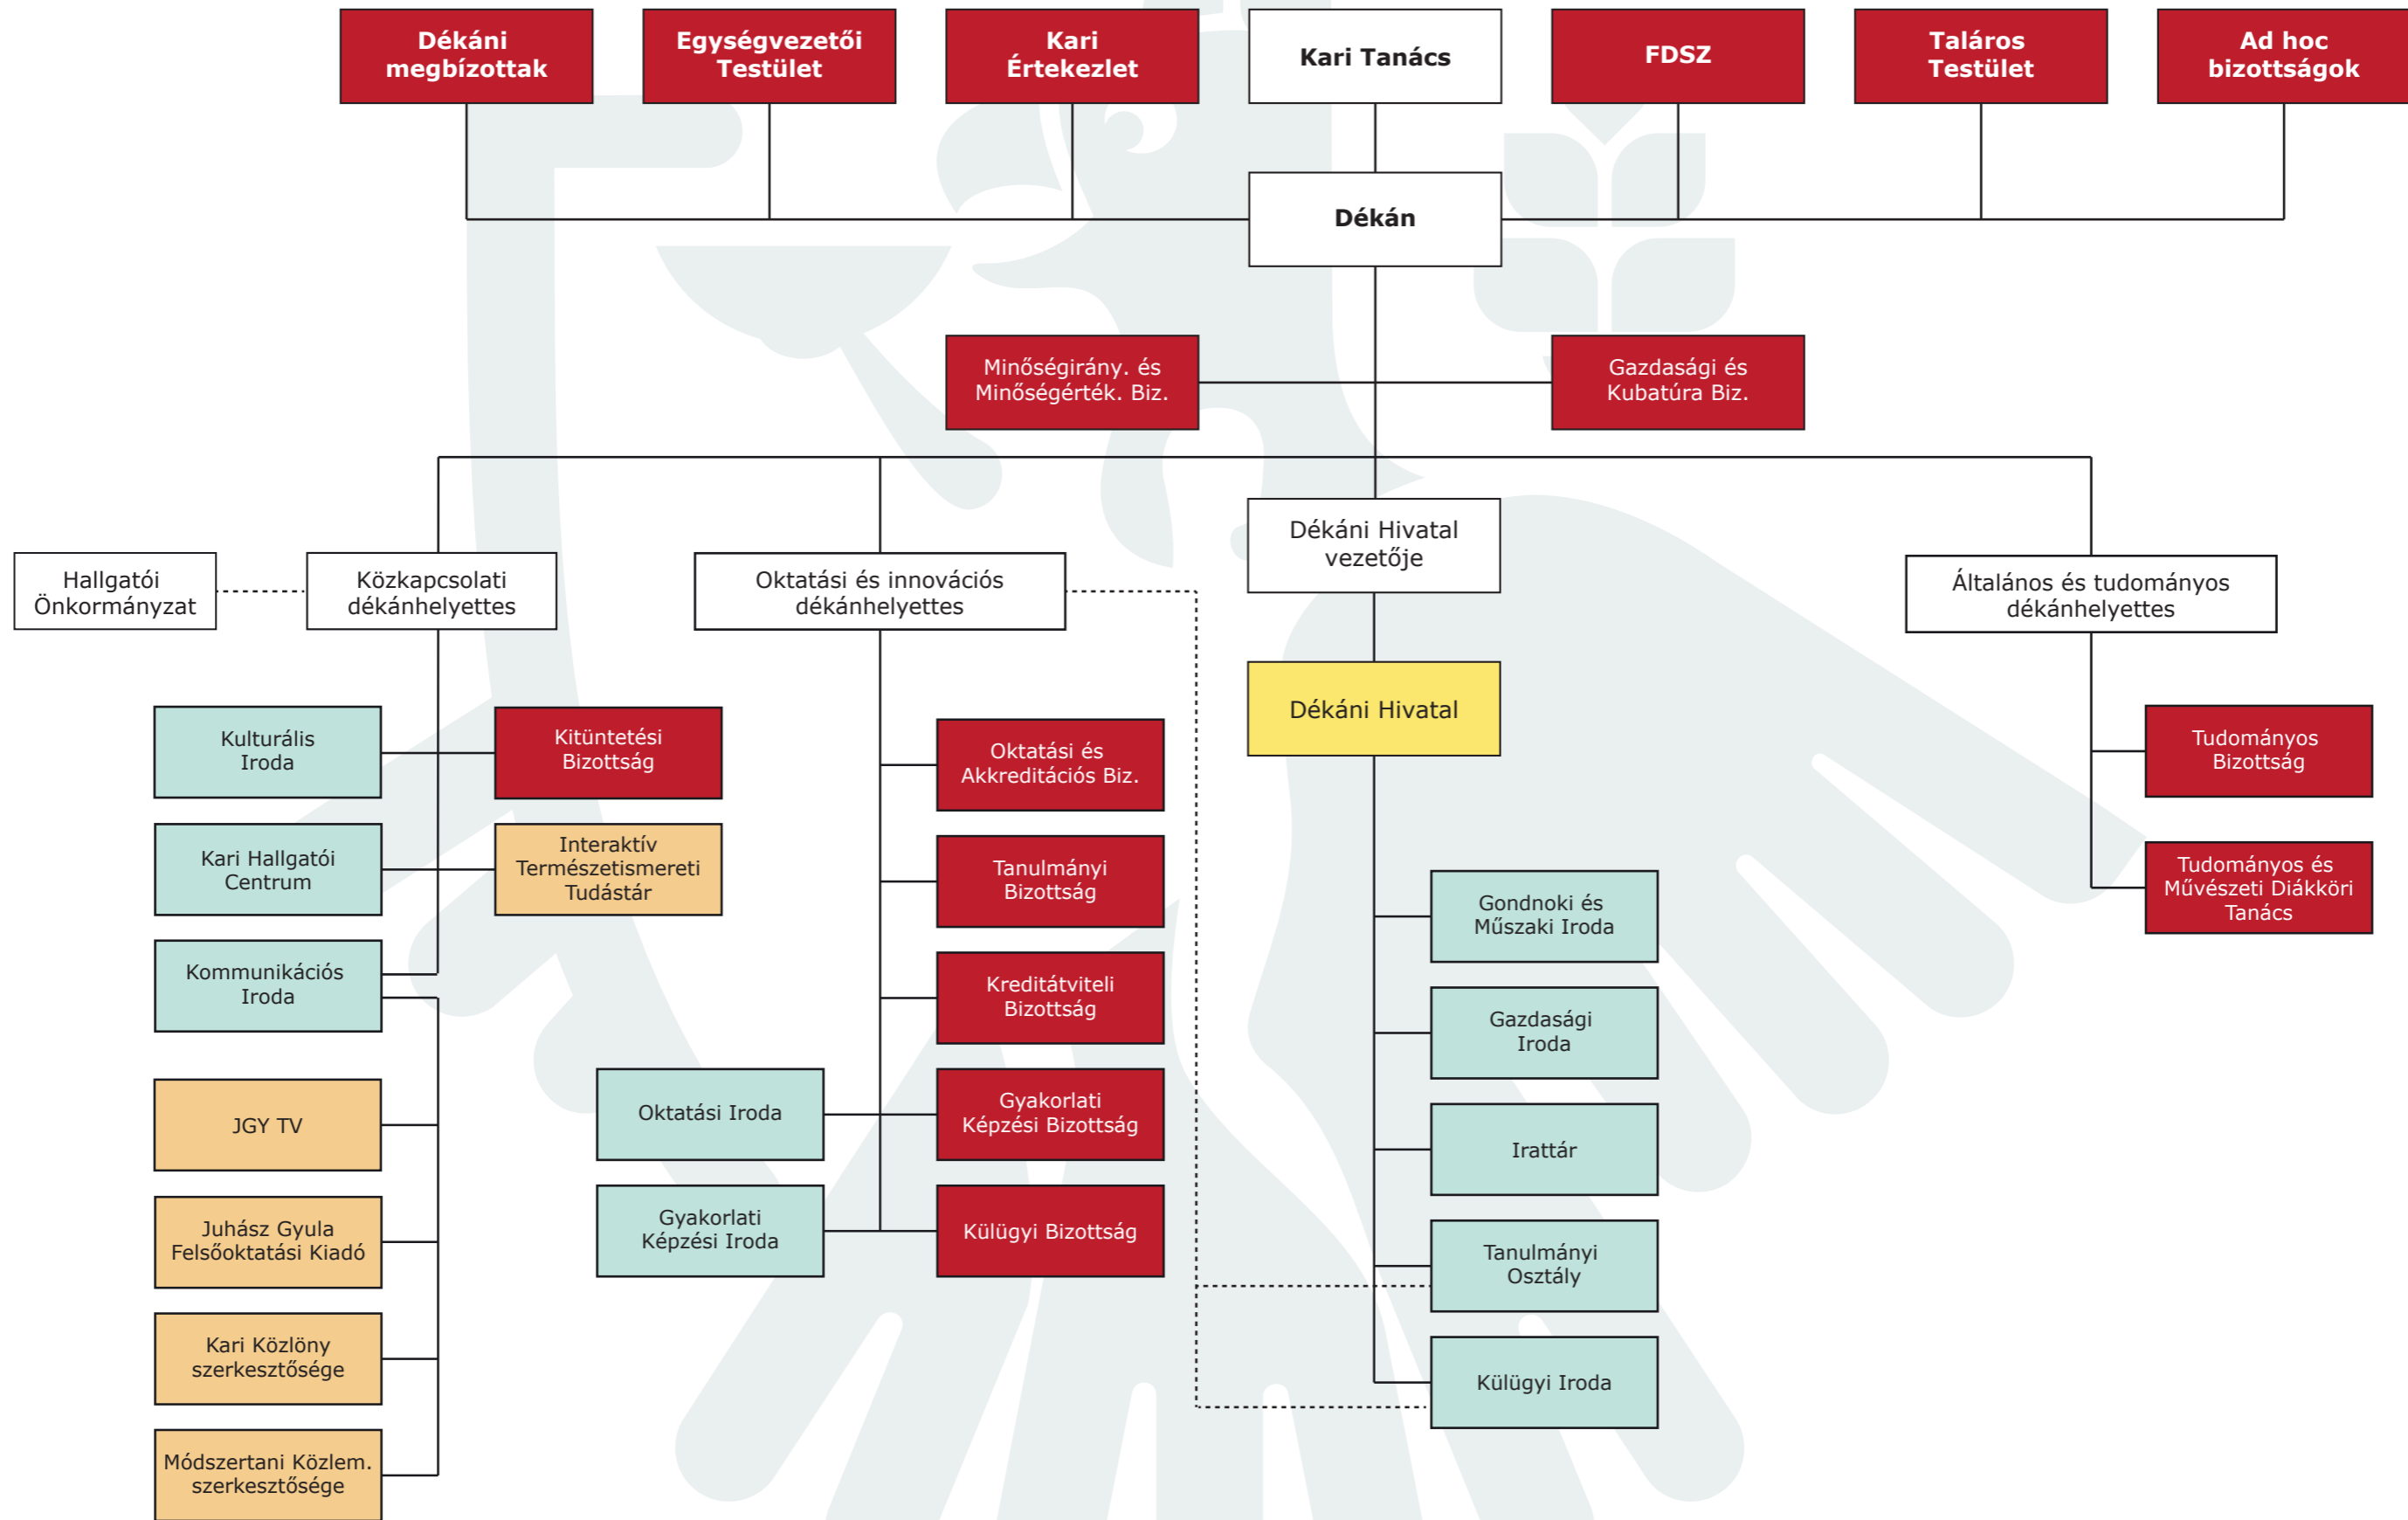 Dékáni
megbízottak
Egységvezetői
Testület
Kari
Értekezlet
Kari Tanács
FDSZ
Taláros
Testület
Ad hoc
bizottságok
Dékán
Minőségirány. és
Minőségérték. Biz.
Gazdasági és
Kubatúra Biz.
Hallgatói
Önkormányzat
Közkapcsolati
dékánhelyettes
Oktatási és innovációs
dékánhelyettes
Dékáni Hivatal
vezetője
Általános és tudományos
dékánhelyettes
Dékáni Hivatal
Kulturális
Iroda
Kitüntetési
Bizottság
Kari Hallgatói
Centrum
Interaktív
Természetismereti
Tudástár
Kommunikációs
Iroda
JGY TV
Juhász Gyula
Felsőoktatási Kiadó
Kari Közlöny
szerkesztősége
Módszertani Közlem.
szerkesztősége
Oktatási és
Akkreditációs Biz.
Tanulmányi
Bizottság
Kreditátviteli
Bizottság
Oktatási Iroda
Gyakorlati
Képzési Bizottság
Gyakorlati
Képzési Iroda
Külügyi Bizottság
Gondnoki és
Műszaki Iroda
Gazdasági
Iroda
Irattár
Tanulmányi
Osztály
Külügyi Iroda
Tudományos
Bizottság
Tudományos és
Művészeti Diákköri
Tanács